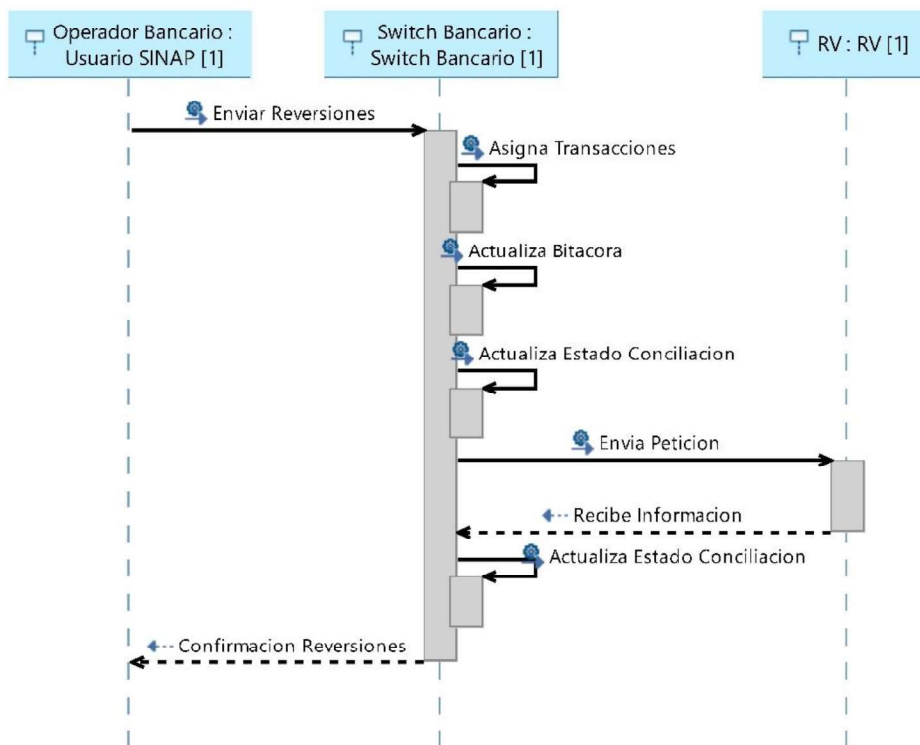 Operador Bancario :
Usuario SINAP [1]
Switch Bancario :
Switch Bancario [1]
RV : RV [1]
Enviar Reversiones
Asigna Transacciones
Actualiza Bitacora
Actualiza Estado Conciliacion
Envia Peticion
Recibe Informacion
Actualiza Estado Conciliacion
Confirmacion Reversiones